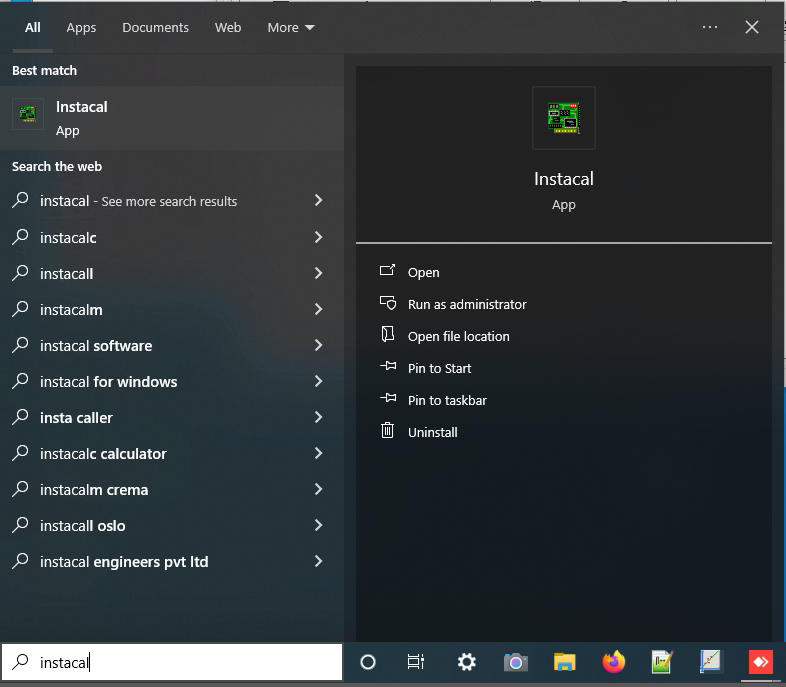 All Apps Documents Web More
Best match
Instacal
App
Search the web
instacal - See more search results
instacalc
instacall
instacalm
instacal software
instacal for windows
insta caller
instacalc calculator
instacalm crema
instacall oslo
instacal engineers pvt ltd
instacal
Instacal
App
Open
Run as administrator
Open file location
Pin to Start
Pin to taskbar
Uninstall